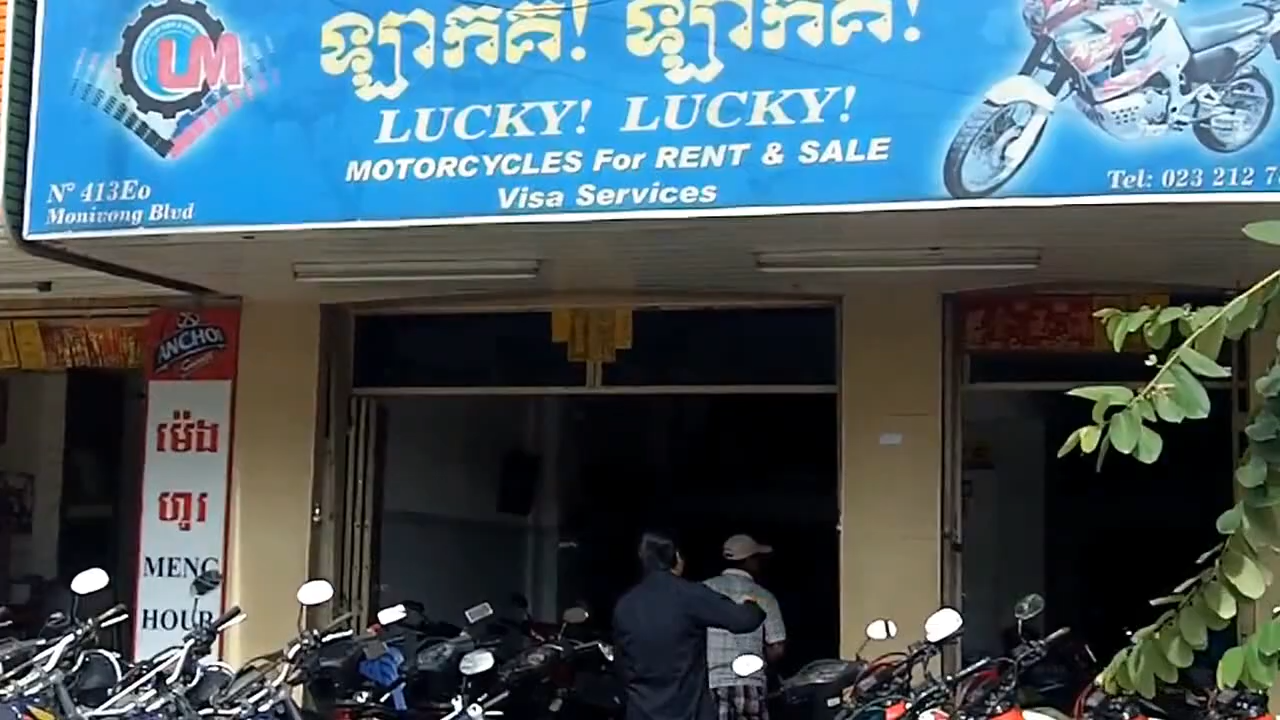 ឡាកគី! ឡាកគី!
LUCKY! LUCKY!
MOTORCYCLES For RENT & SALE
Visa Services
N° 413Eo
Monivong Blvd
Tel: 023 212
LM
ANCHOR
ម៉េង
ហួរ
MENG
HOUR